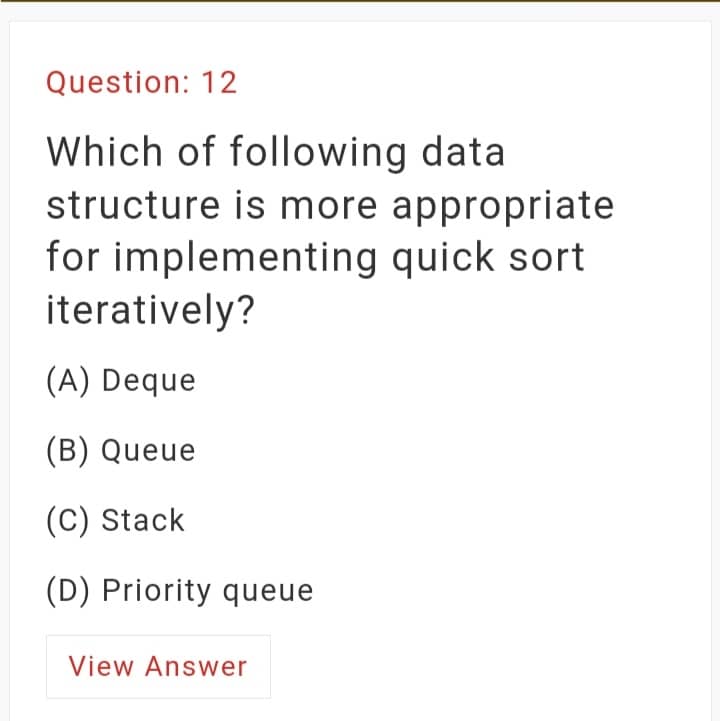 Question: 12
Which of following data
structure is more appropriate
for implementing quick sort
iteratively?
(A) Deque
(B) Queue
(C) Stack
(D) Priority queue
View Answer